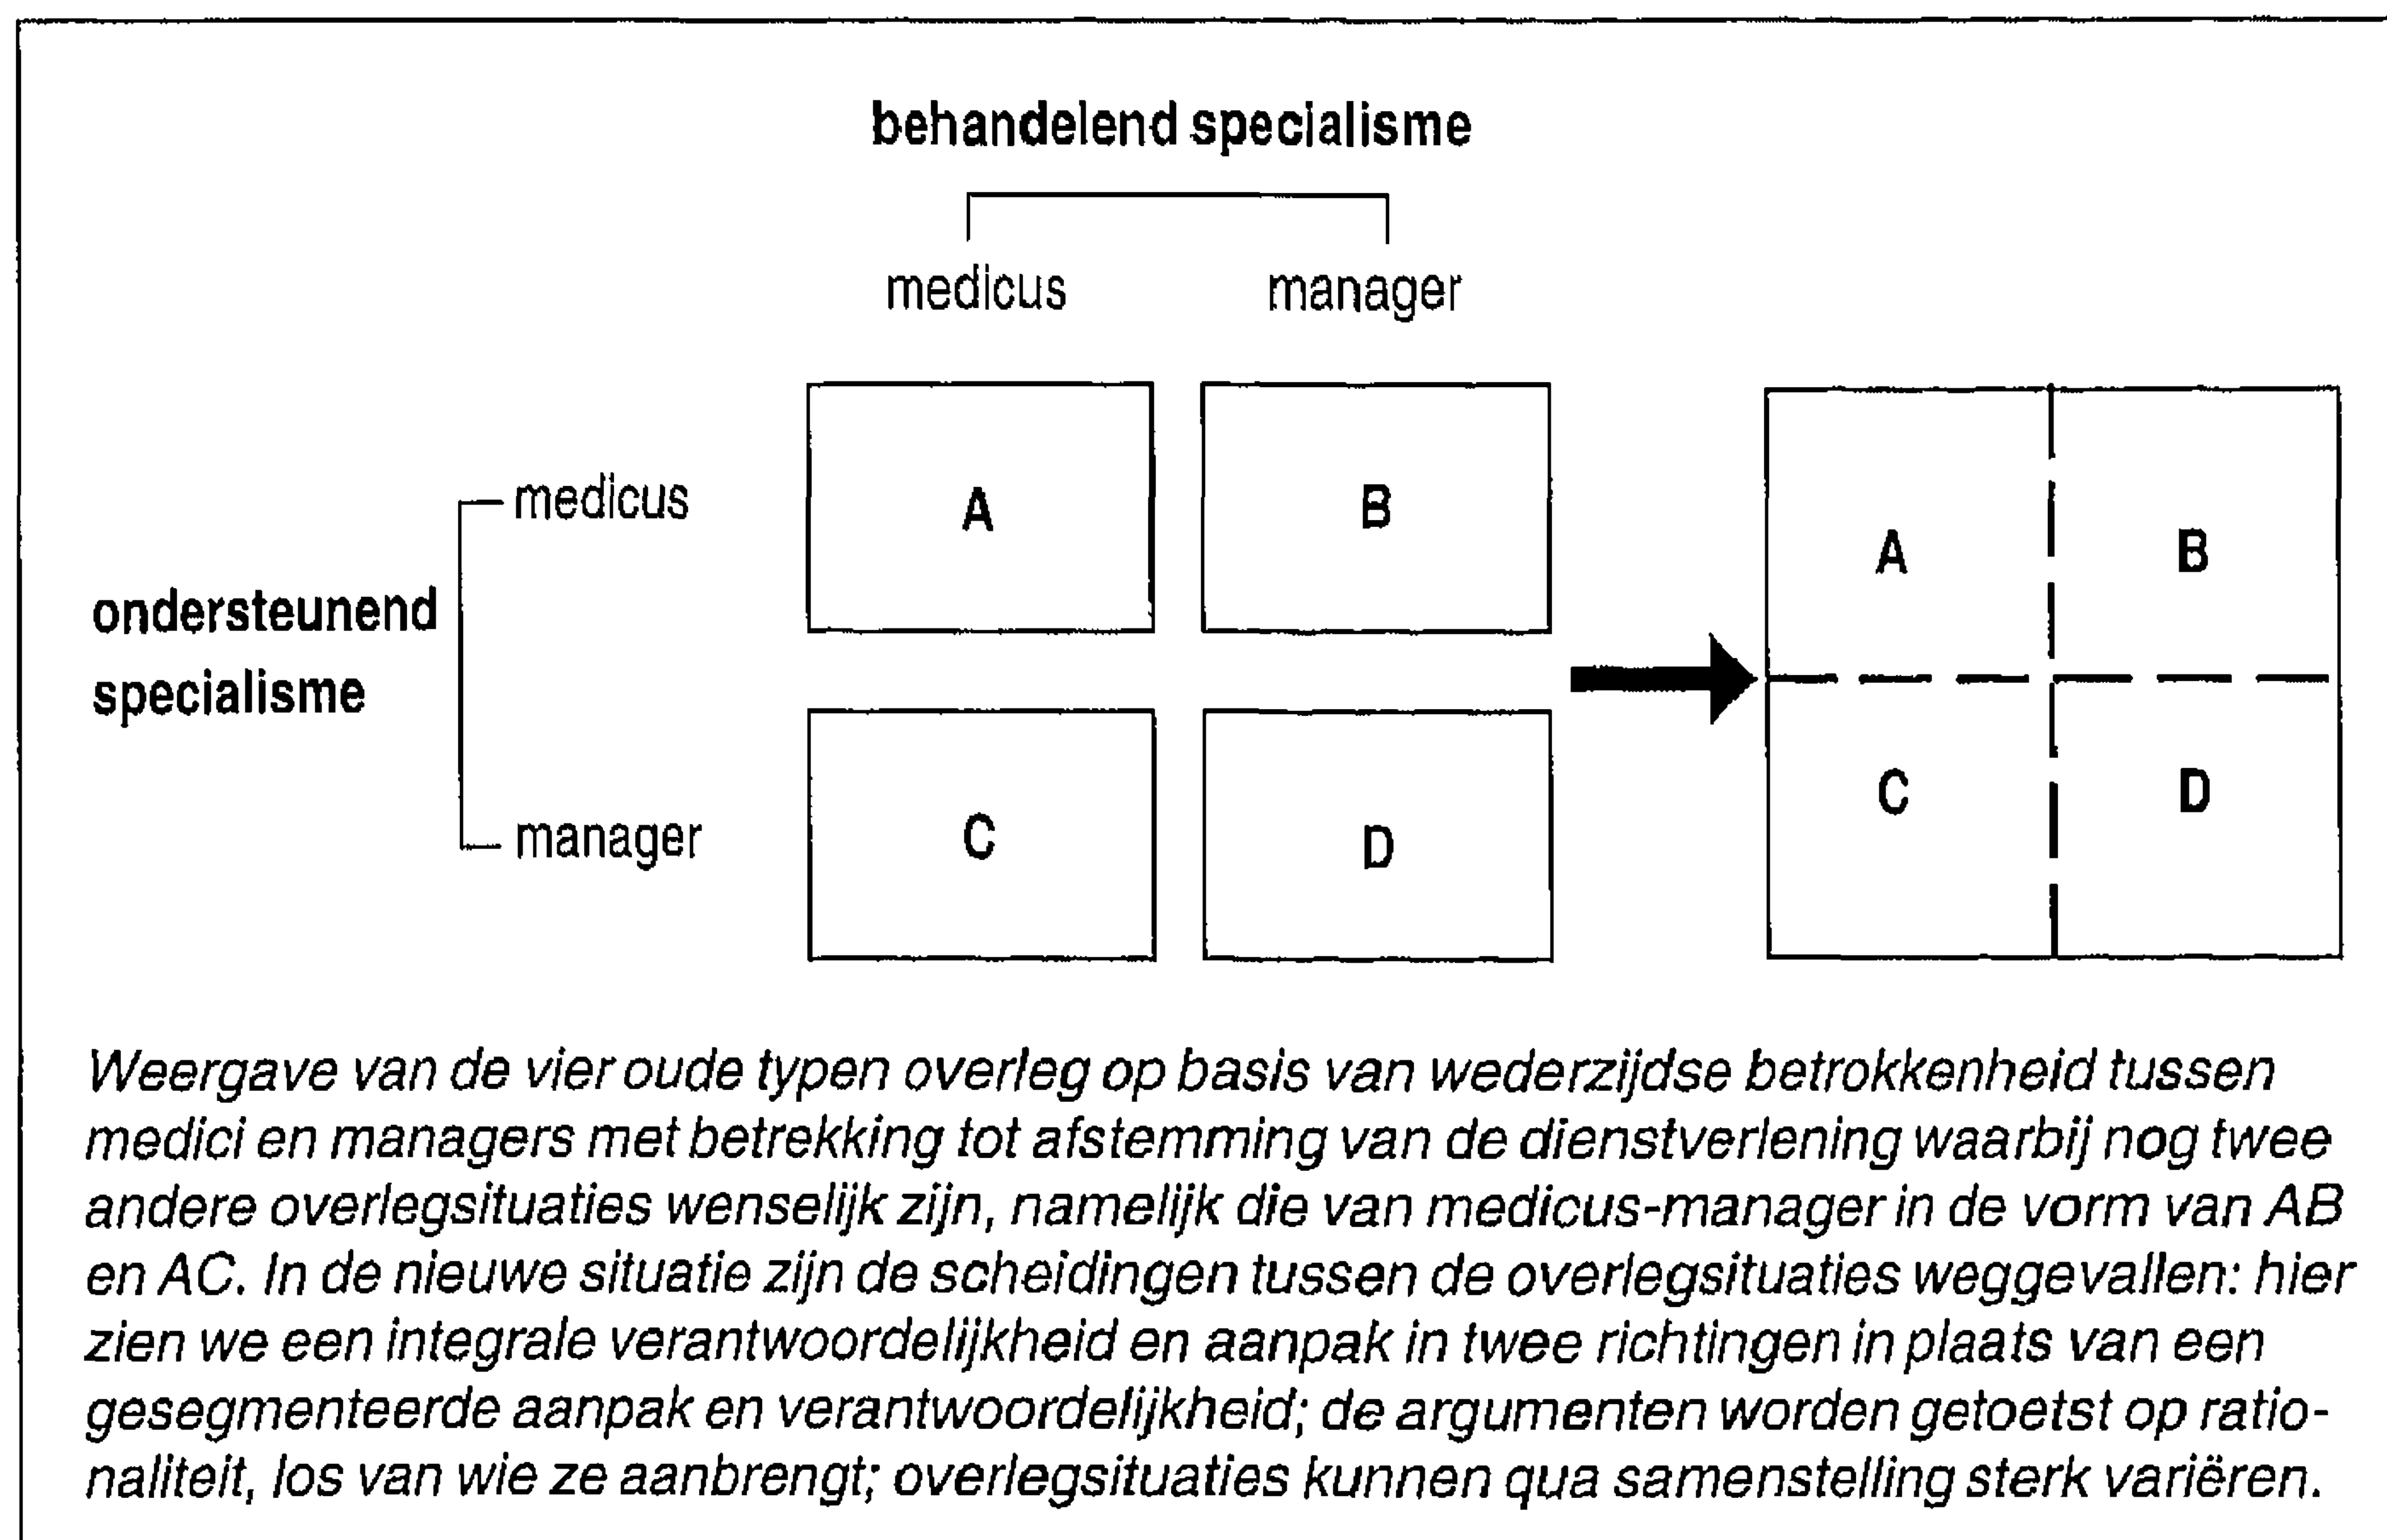 behandelend specialisme
medicus manager
medicus A B
A B
ondersteunend
specialisme
manager C D
C D
Weergave van de vier oude typen overleg op basis van wederzijdse betrokkenheid tussen
medici en managers met betrekking tot afstemming van de dienstverlening waarbij nog twee
andere overlegsituaties wenselijk zijn, namelijk die van medicus-manager in de vorm van AB
en AC. In de nieuwe situatie zijn de scheidingen tussen de overlegsituaties weggevallen: hier
zien we een integrale verantwoordelijkheid en aanpak in twee richtingen in plaats van een
gesegmenteerde aanpak en verantwoordelijkheid; de argumenten worden getoetst op ratio-
naliteit, los van wie ze aanbrengt; overlegsituaties kunnen qua samenstelling sterk variëren.